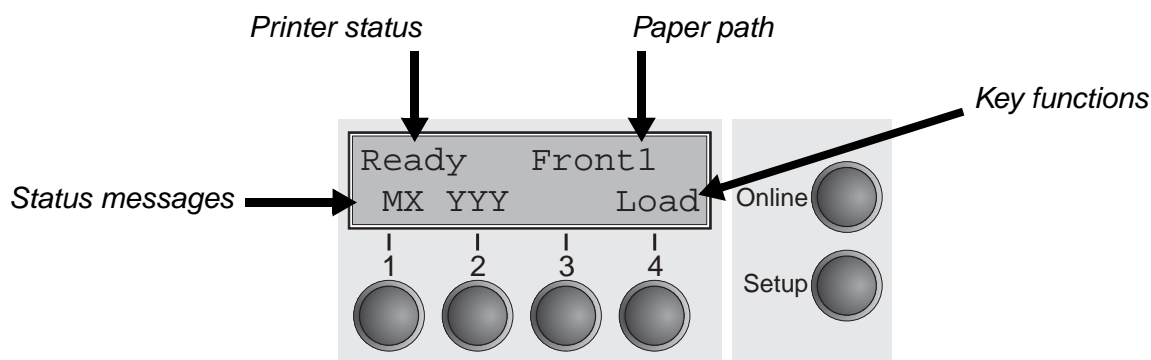 Printer status
Paper path
Key functions
Ready Front1
Status messages
MX YYY Load
Online
1 2 3 4
Setup